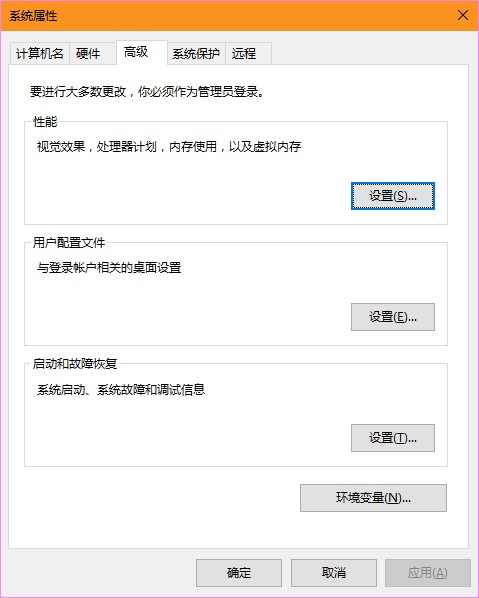 系统属性
计算机名 硬件 高级 系统保护 远程
要进行大多数更改，你必须作为管理员登录。
性能
视觉效果，处理器计划，内存使用，以及虚拟内存
设置(S)...
用户配置文件
与登录帐户相关的桌面设置
设置(E)...
启动和故障恢复
系统启动、系统故障和调试信息
设置(T)...
环境变量(N)...
确定 取消 应用(A)